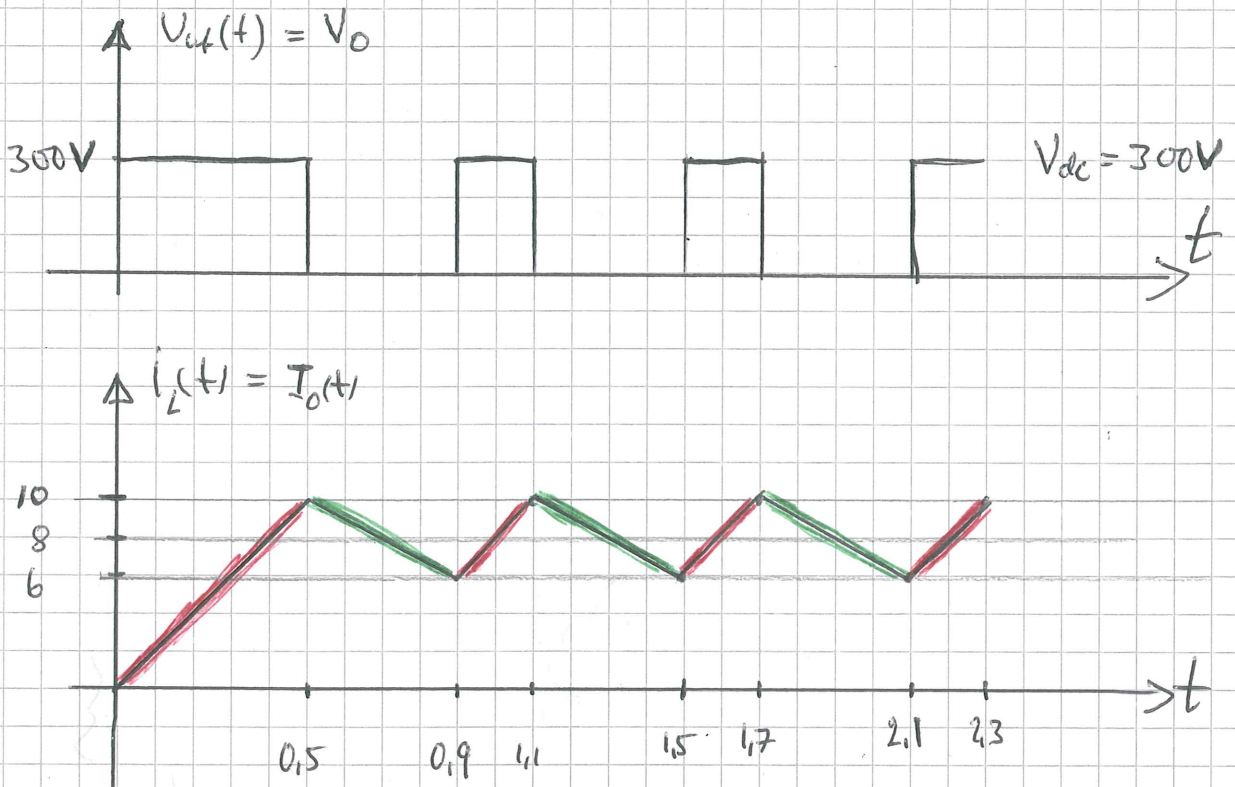 Vut(t) = V0
300V
Vdc = 300V
t
iL(t) = I0(t)
10
8
6
t
0,5 0,9 1,1 1,5 1,7 2,1 2,3